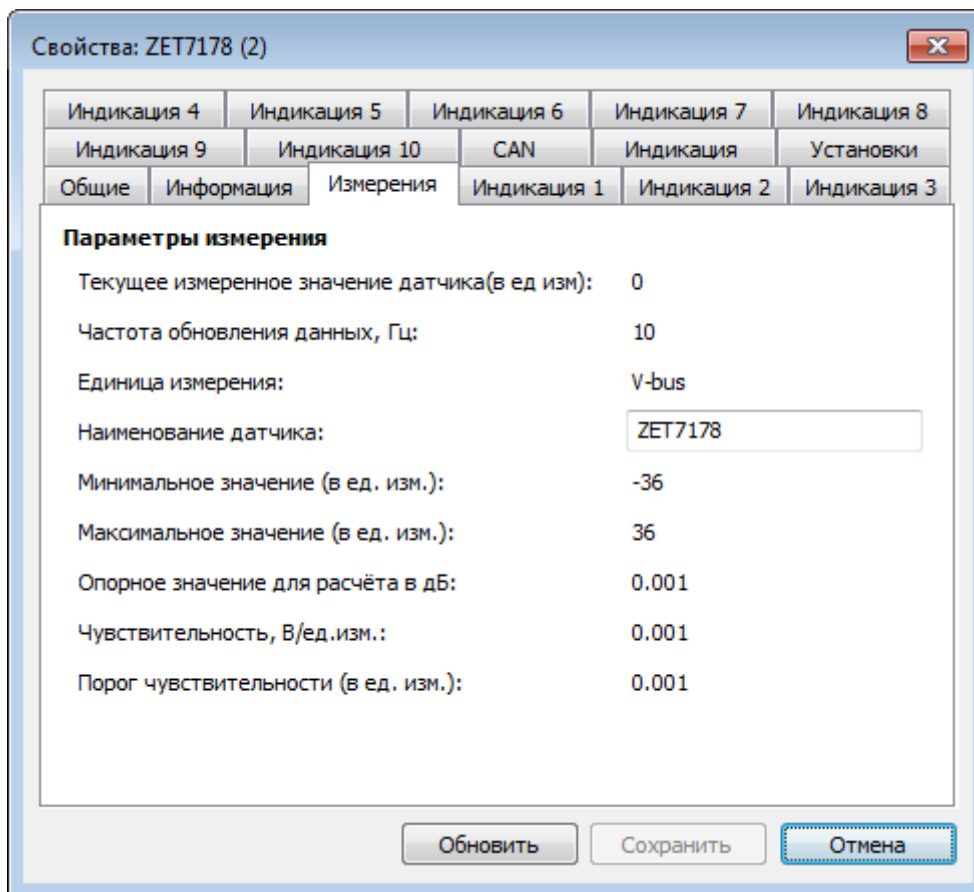 Свойства: ZET7178 (2)
Индикация 4 Индикация 5 Индикация 6 Индикация 7 Индикация 8
Индикация 9 Индикация 10 CAN Индикация Установки
Общие Информация Измерения Индикация 1 Индикация 2 Индикация 3
Параметры измерения
Текущее измеренное значение датчика(в ед изм): 0
Частота обновления данных, Гц: 10
Единица измерения: V-bus
Наименование датчика: ZET7178
Минимальное значение (в ед. изм.): -36
Максимальное значение (в ед. изм.): 36
Опорное значение для расчёта в дБ: 0.001
Чувствительность, В/ед.изм.: 0.001
Порог чувствительности (в ед. изм.): 0.001
Обновить Сохранить Отмена